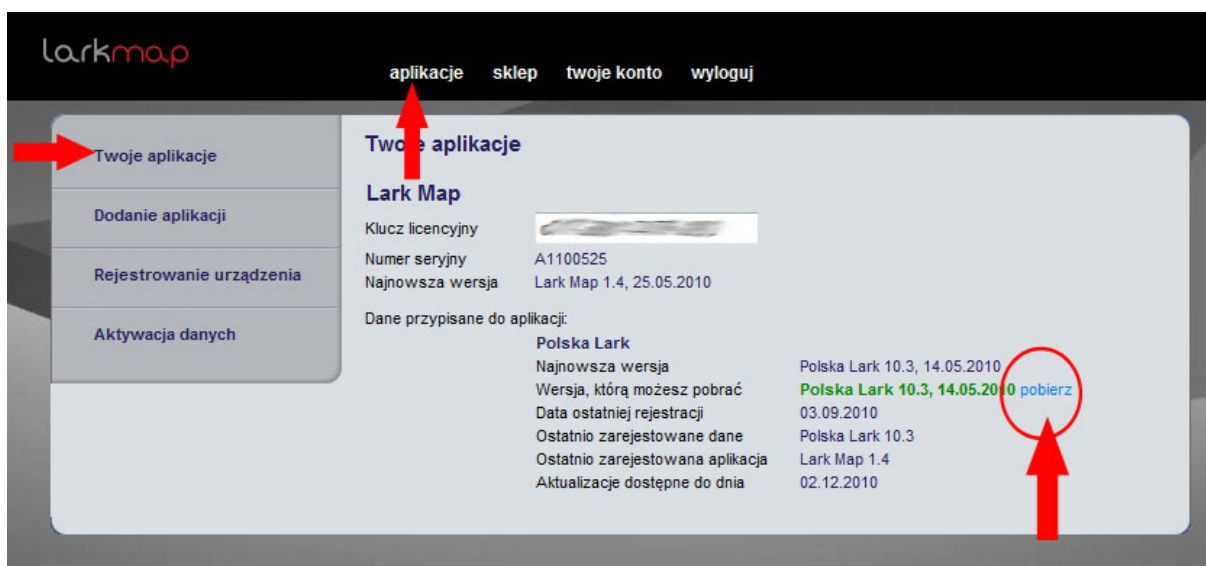 larkmap
aplikacje sklep twoje konto wyloguj
Twoje aplikacje
Dodanie aplikacji
Rejestrowanie urządzenia
Aktywacja danych
Twoje aplikacje
Lark Map
Klucz licencyjny
Numer seryjny A1100525
Najnowsza wersja Lark Map 1.4, 25.05.2010
Dane przypisane do aplikacji:
Polska Lark
Najnowsza wersja Polska Lark 10.3, 14.05.2010
Wersja, którą możesz pobrać Polska Lark 10.3, 14.05.2010 pobierz
Data ostatniej rejestracji 03.09.2010
Ostatnio zarejestowane dane Polska Lark 10.3
Ostatnio zarejestowana aplikacja Lark Map 1.4
Aktualizacje dostępne do dnia 02.12.2010